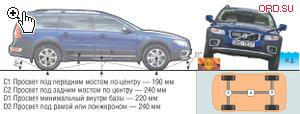 ORD.SU
C1 Просвет под передним мостом по центру — 190 мм
C2 Просвет под задним мостом по центру — 240 мм
D1 Просвет минимальный внутри базы — 220 мм
D2 Просвет под рамой или лонжероном — 240 мм